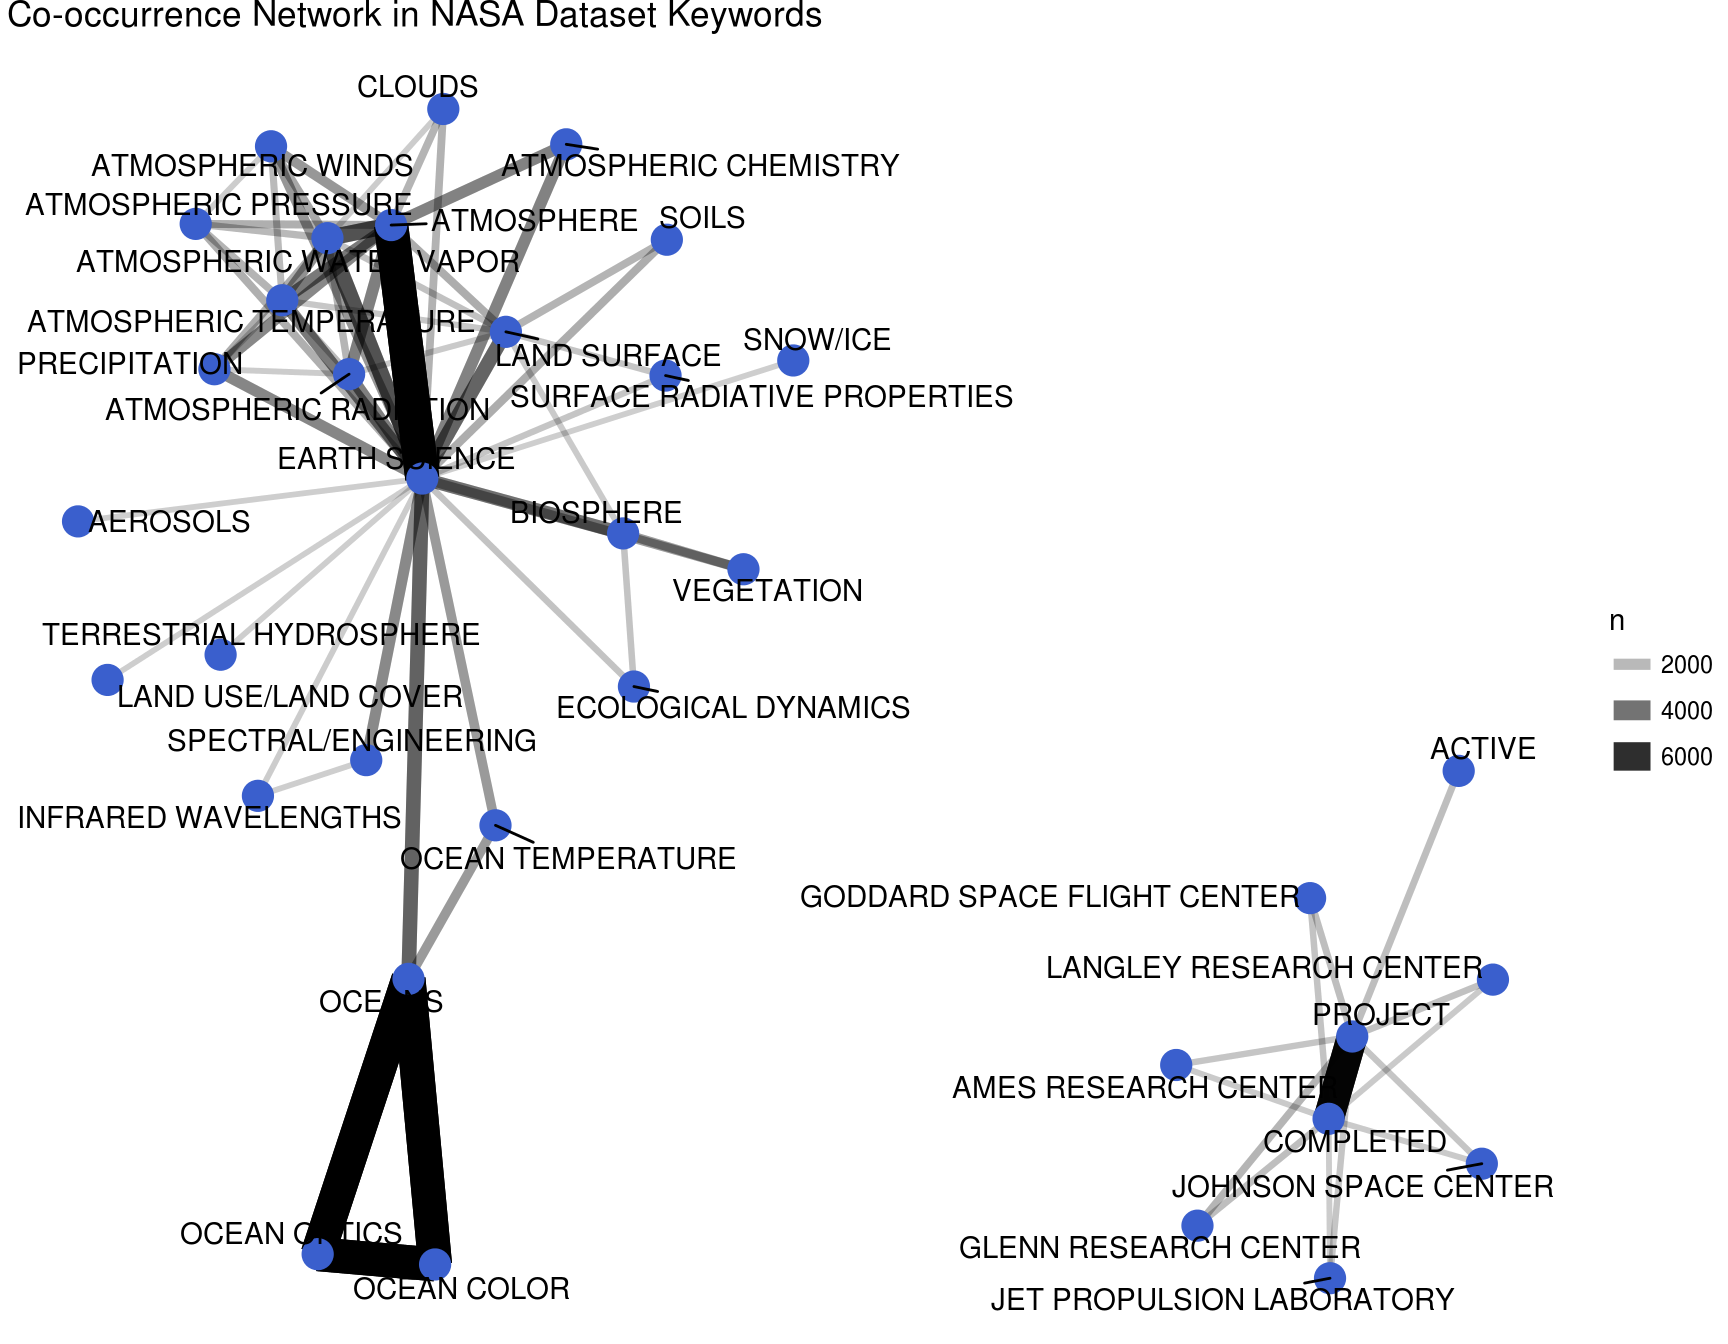 Co-occurrence Network in NASA Dataset Keywords
CLOUDS
ATMOSPHERIC WINDS
ATMOSPHERIC CHEMISTRY
ATMOSPHERIC PRESSURE
ATMOSPHERE
SOILS
ATMOSPHERIC WATER VAPOR
ATMOSPHERIC TEMPERATURE
SNOW/ICE
LAND SURFACE
PRECIPITATION
SURFACE RADIATIVE PROPERTIES
ATMOSPHERIC RADIATION
EARTH SCIENCE
BIOSPHERE
AEROSOLS
VEGETATION
TERRESTRIAL HYDROSPHERE
LAND USE/LAND COVER
ECOLOGICAL DYNAMICS
SPECTRAL/ENGINEERING
INFRARED WAVELENGTHS
OCEAN TEMPERATURE
OCEANS
OCEAN OPTICS
OCEAN COLOR
n
2000
4000
6000
ACTIVE
GODDARD SPACE FLIGHT CENTER
LANGLEY RESEARCH CENTER
PROJECT
AMES RESEARCH CENTER
COMPLETED
JOHNSON SPACE CENTER
GLENN RESEARCH CENTER
JET PROPULSION LABORATORY